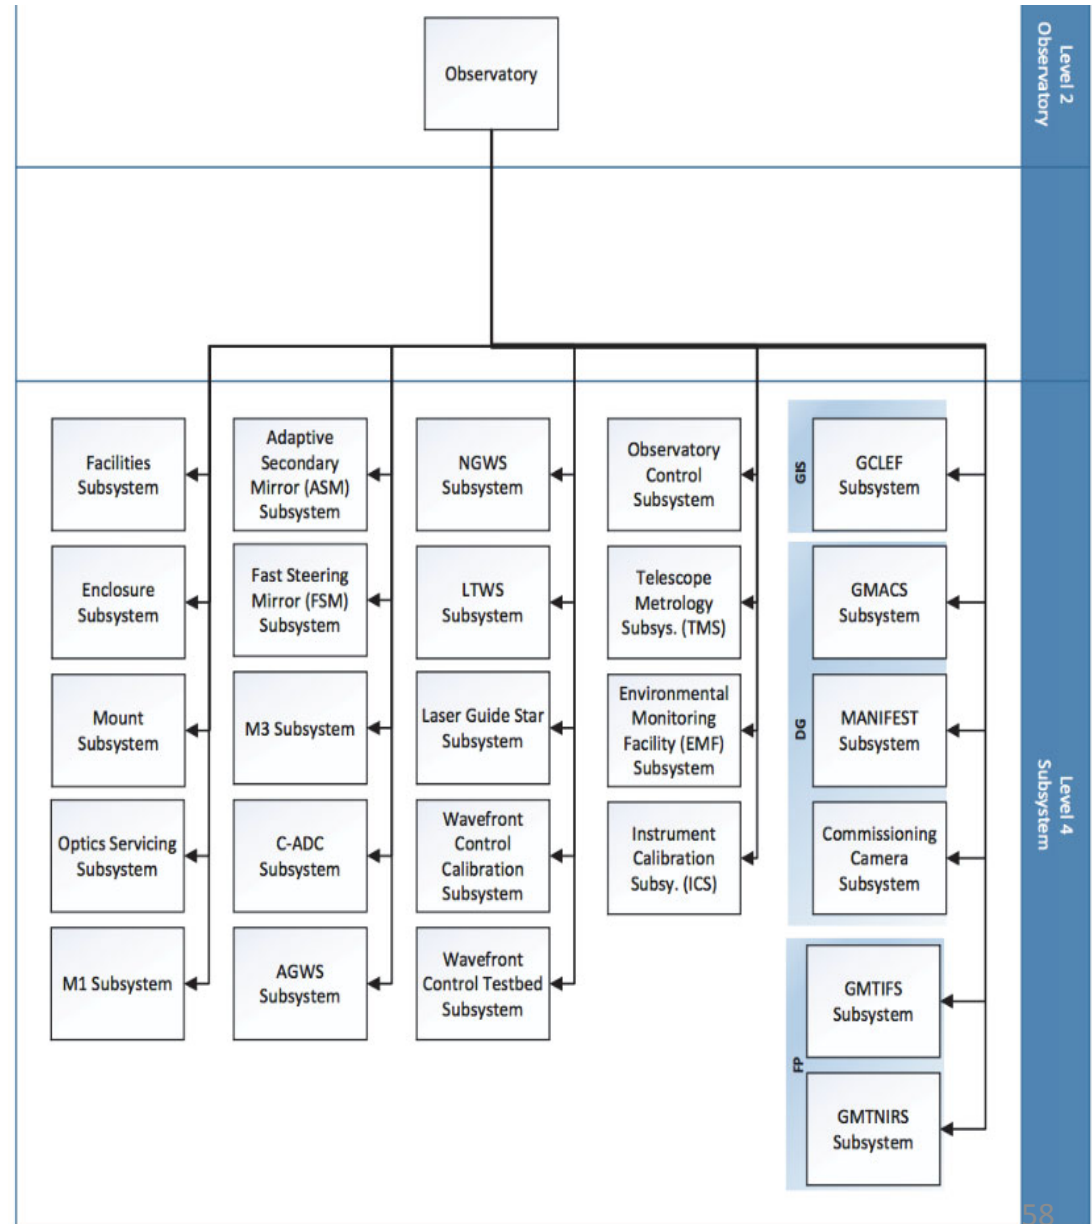 Observatory
Level 2
Observatory
Facilities
Subsystem
Enclosure
Subsystem
Mount
Subsystem
Optics Servicing
Subsystem
M1 Subsystem
Adaptive
Secondary
Mirror (ASM)
Subsystem
Fast Steering
Mirror (FSM)
Subsystem
M3 Subsystem
C-ADC
Subsystem
AGWS
Subsystem
NGWS
Subsystem
LTWS
Subsystem
Laser Guide Star
Subsystem
Wavefront
Control
Calibration
Subsystem
Wavefront
Control Testbed
Subsystem
Observatory
Control
Subsystem
Telescope
Metrology
Subsys. (TMS)
Environmental
Monitoring
Facility (EMF)
Subsystem
Instrument
Calibration
Subsy. (ICS)
GIS
GCLEF
Subsystem
DG
GMACS
Subsystem
MANIFEST
Subsystem
Commissioning
Camera
Subsystem
FP
GMTIFS
Subsystem
GMTNIRS
Subsystem
Level 4
Subsystem
58